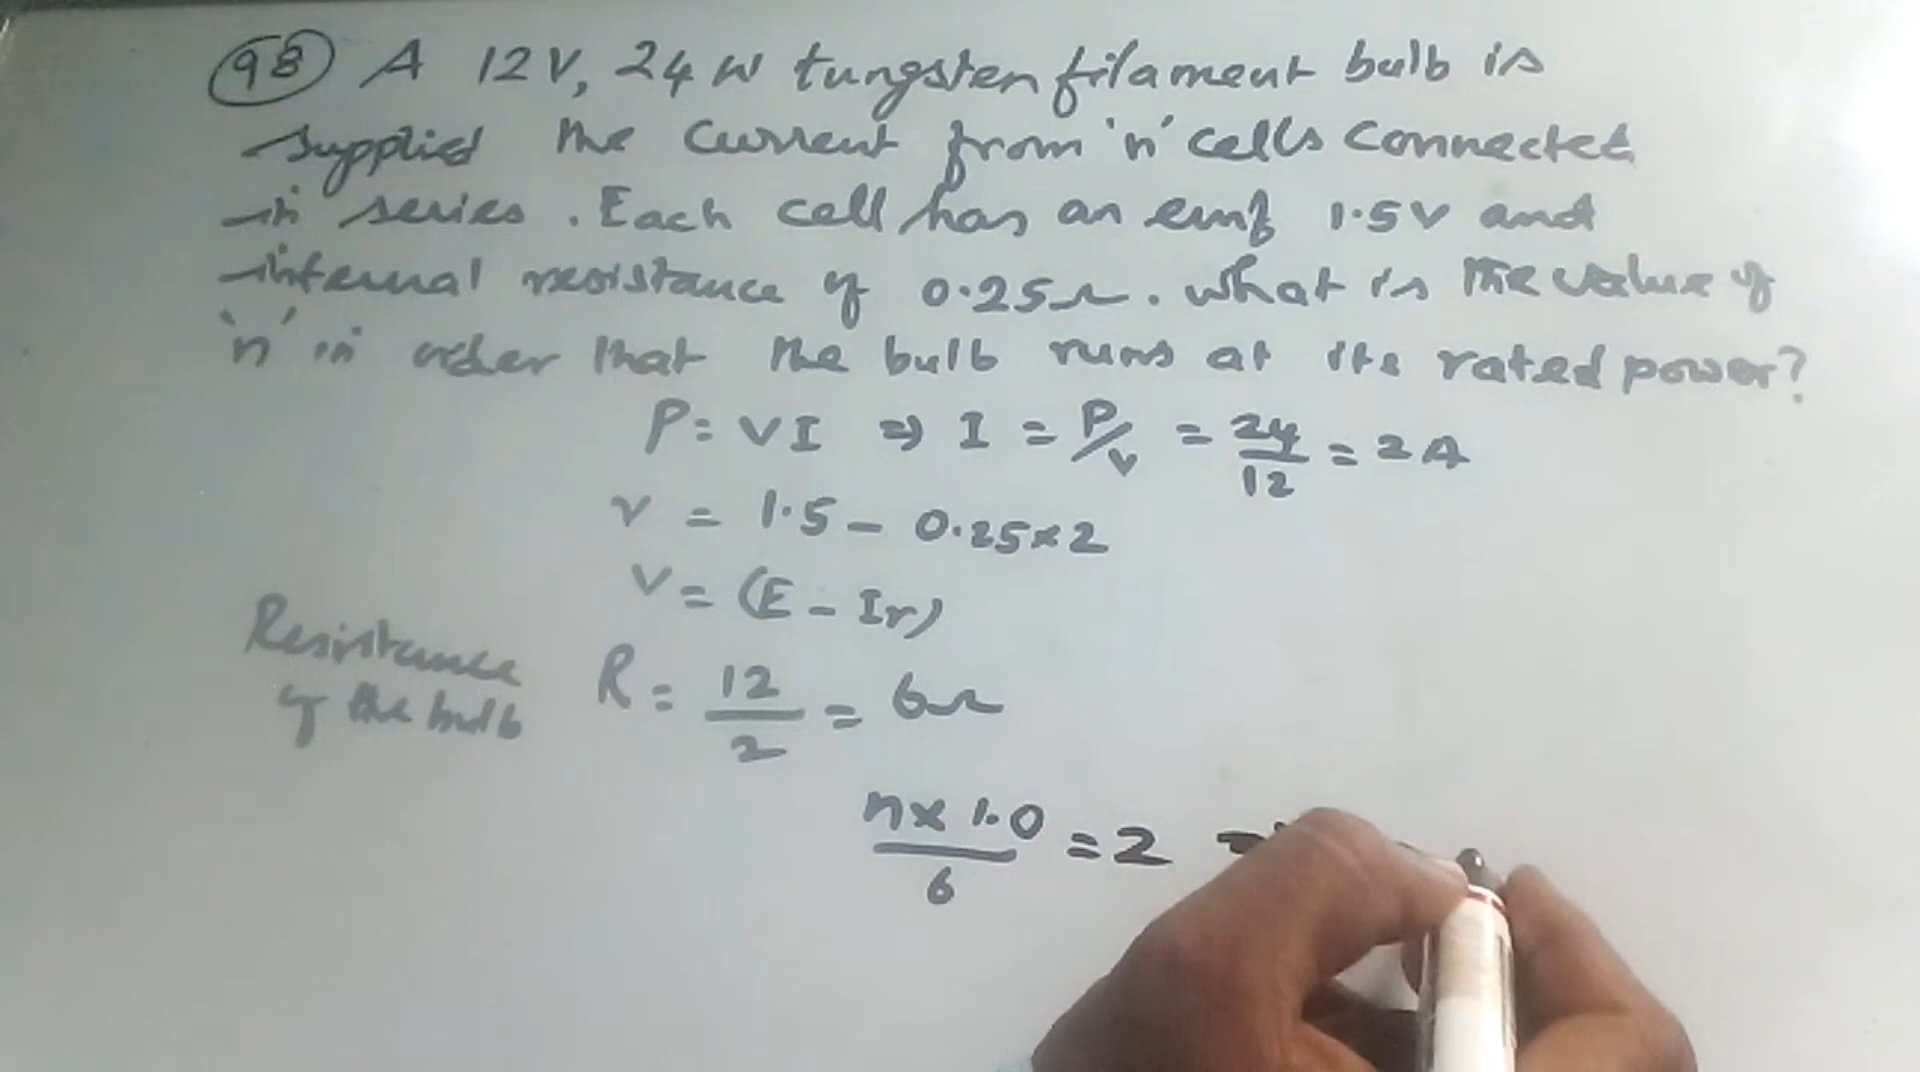 98 A 12V, 24W tungsten filament bulb is
supplied the current from 'n' cells connected
in series. Each cell has an emf 1.5V and
internal resistance of 0.25Ω. what is the value of
'n' in order that the bulb runs at its rated power?
P = VI ⇒ I = P/V = 24/12 = 2A
V = 1.5 - 0.25×2
V = (E - Ir)
Resistance of the bulb R = 12/2 = 6Ω
n × 1.0 / 6 = 2